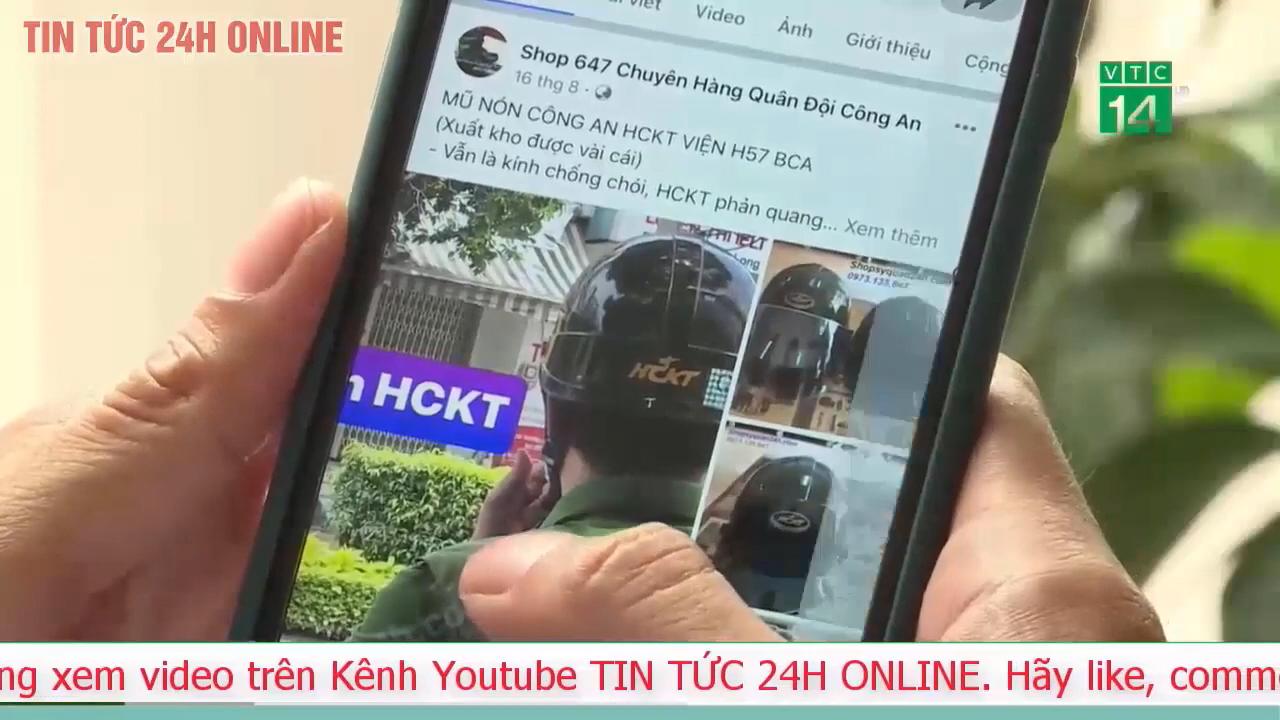 TIN TỨC 24H ONLINE
VTC
14
viết Video Ảnh Giới thiệu Cộng
Shop 647 Chuyên Hàng Quân Đội Công An
16 thg 8
MŨ NÓN CÔNG AN HCKT VIỆN H57 BCA
(Xuất kho được vài cái)
- Vẫn là kính chống chói, HCKT phản quang... Xem thêm
HCKT
HCKT
ng xem video trên Kênh Youtube TIN TỨC 24H ONLINE. Hãy like, comme